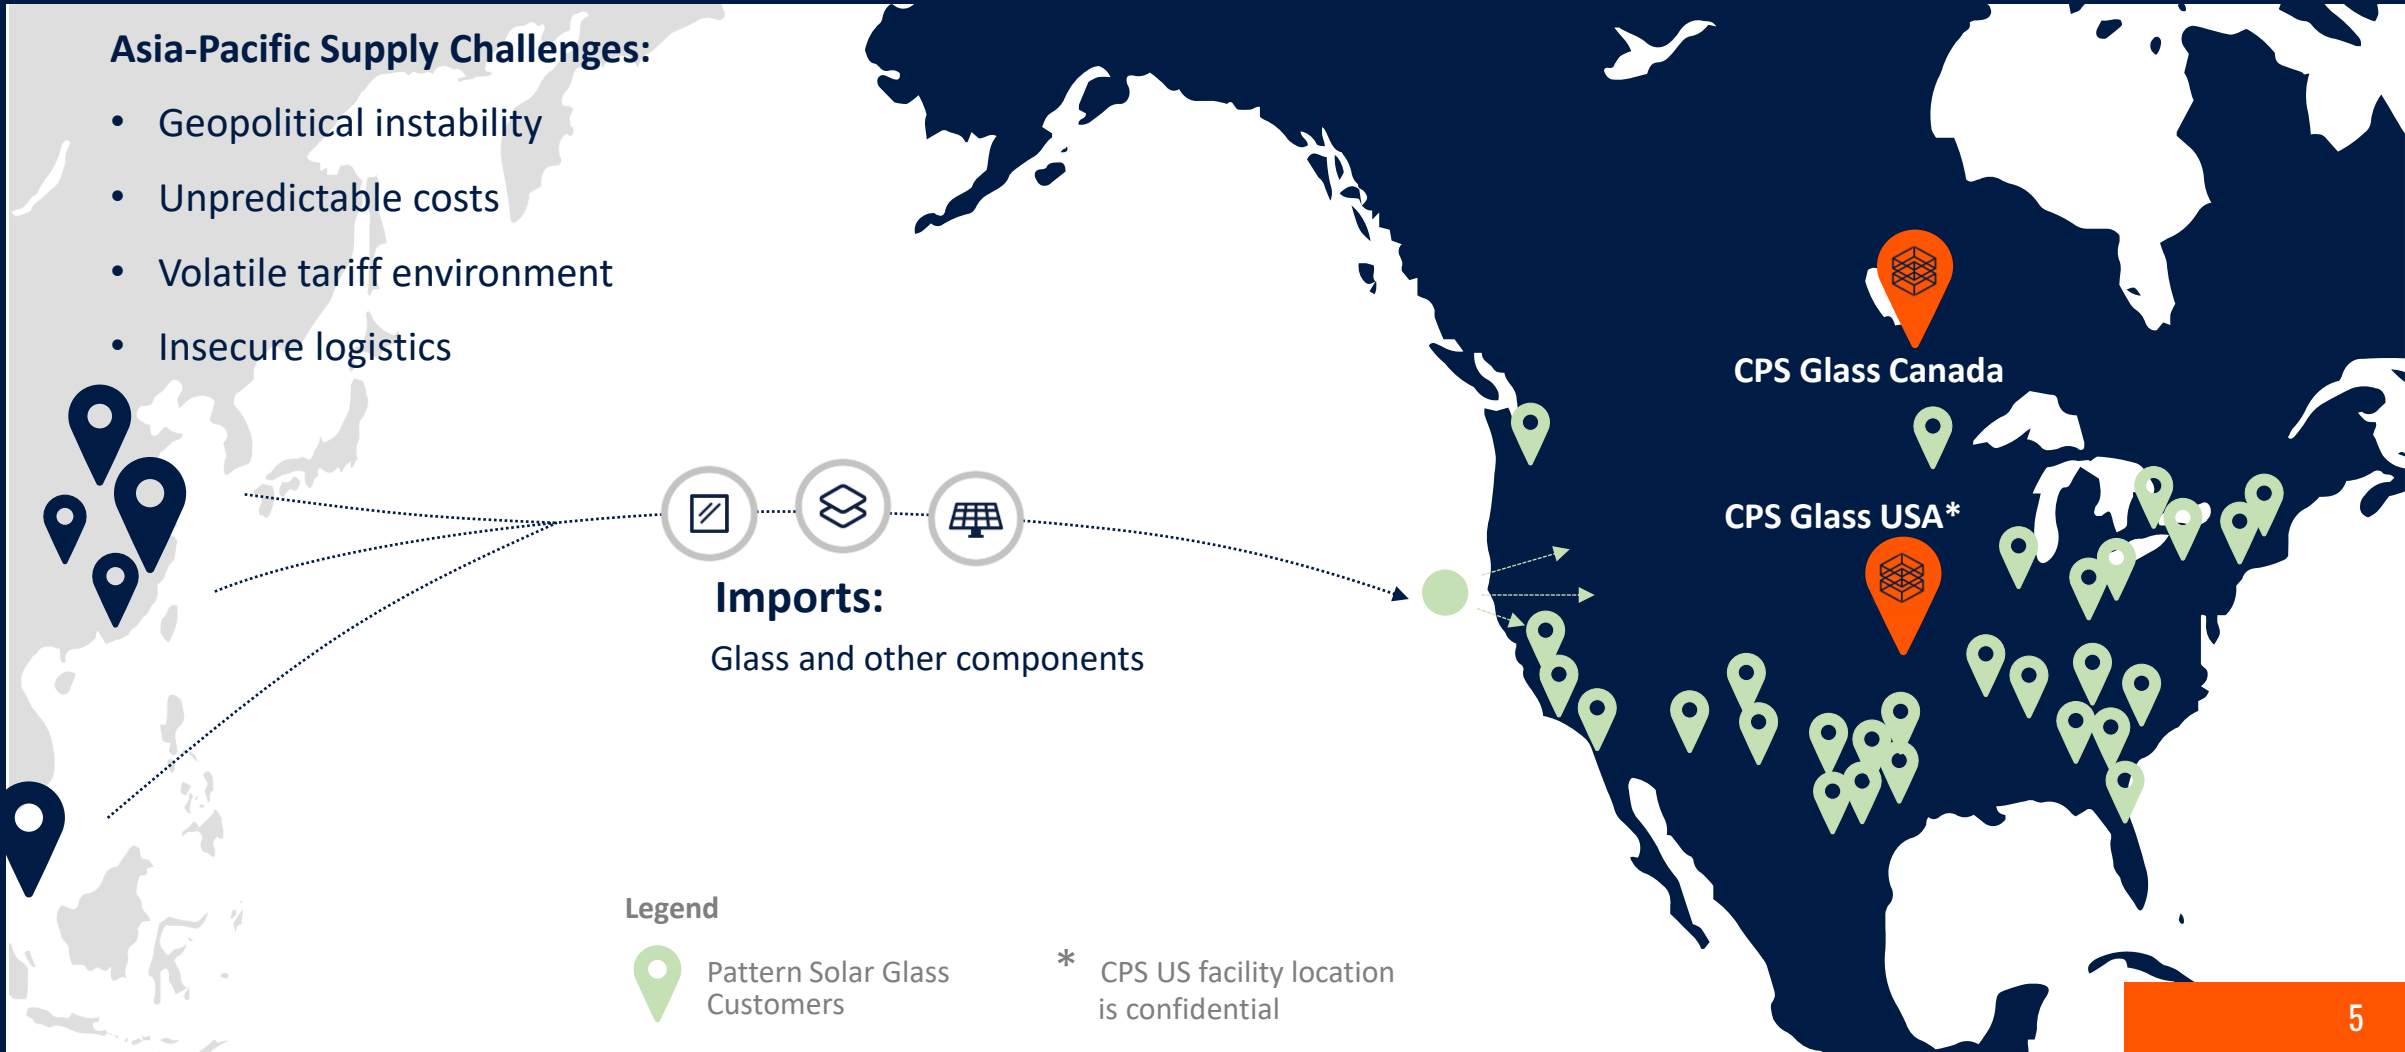 Asia-Pacific Supply Challenges:
• Geopolitical instability
• Unpredictable costs
• Volatile tariff environment
• Insecure logistics
CPS Glass Canada
CPS Glass USA*
Imports:
Glass and other components
Legend
Pattern Solar Glass
Customers
* CPS US facility location
is confidential
5